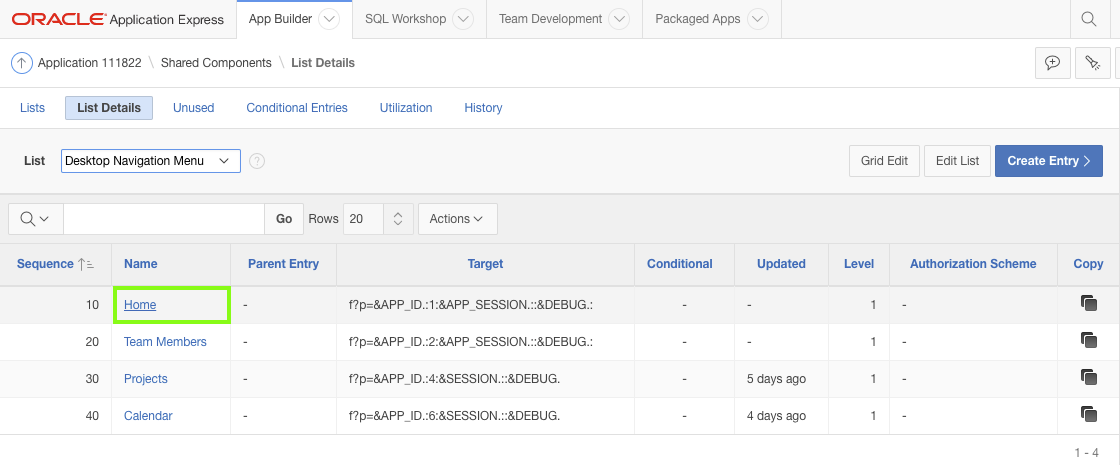 ORACLE Application Express App Builder SQL Workshop Team Development Packaged Apps
Application 111822 \ Shared Components \ List Details
Lists List Details Unused Conditional Entries Utilization History
List Desktop Navigation Menu ? Grid Edit Edit List Create Entry >
Go Rows 20 Actions
Sequence Name Parent Entry Target Conditional Updated Level Authorization Scheme Copy
10 Home - f?p=&APP_ID.:1:&APP_SESSION.::&DEBUG.: - - 1 -
20 Team Members - f?p=&APP_ID.:2:&APP_SESSION.::&DEBUG.: - - 1 -
30 Projects - f?p=&APP_ID.:4:&SESSION.::&DEBUG. - 5 days ago 1 -
40 Calendar - f?p=&APP_ID.:6:&SESSION.::&DEBUG. - 4 days ago 1 -
1 - 4